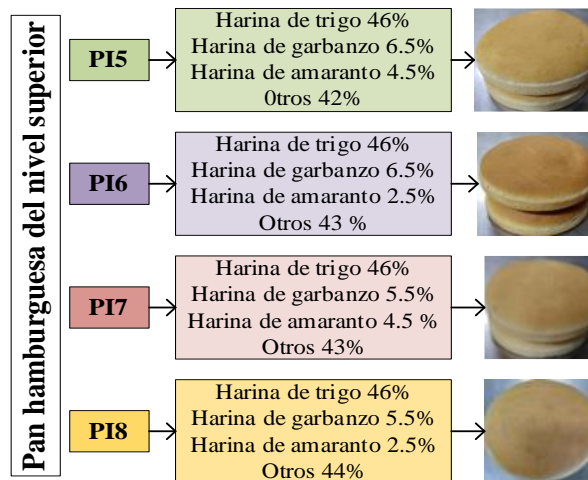 Pan hamburguesa del nivel superior
PI5
Harina de trigo 46%
Harina de garbanzo 6.5%
Harina de amaranto 4.5%
0tros 42%
PI6
Harina de trigo 46%
Harina de garbanzo 6.5%
Harina de amaranto 2.5%
Otros 43 %
PI7
Harina de trigo 46%
Harina de garbanzo 5.5%
Harina de amaranto 4.5 %
Otros 43%
PI8
Harina de trigo 46%
Harina de garbanzo 5.5%
Harina de amaranto 2.5%
Otros 44%